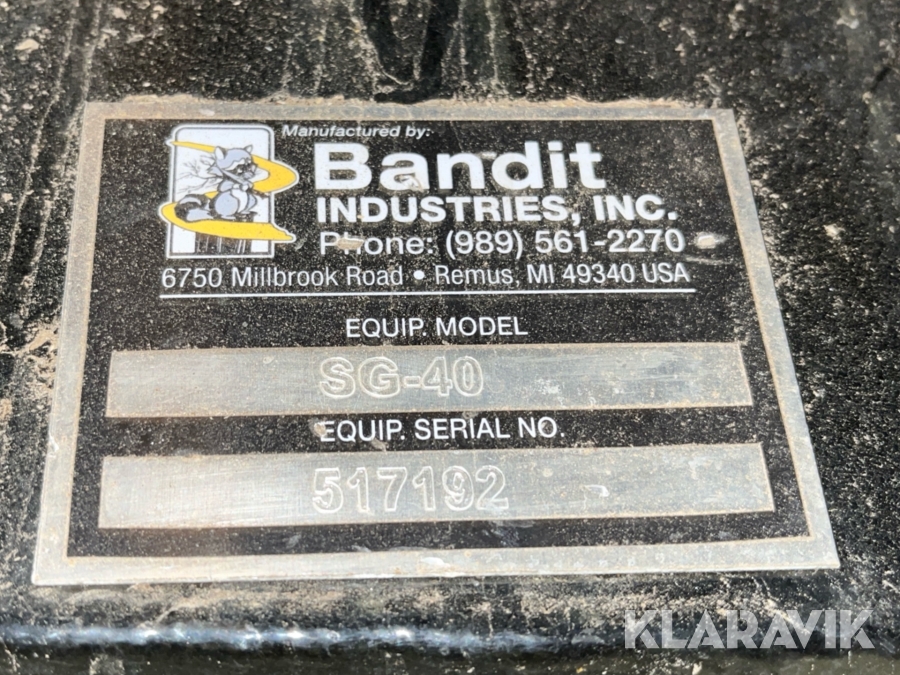 Manufactured by:
Bandit
INDUSTRIES, INC.
Phone: (989) 561-2270
6750 Millbrook Road • Remus, MI 49340 USA
EQUIP. MODEL
SG-40
EQUIP. SERIAL NO.
517192
KLARAVIK